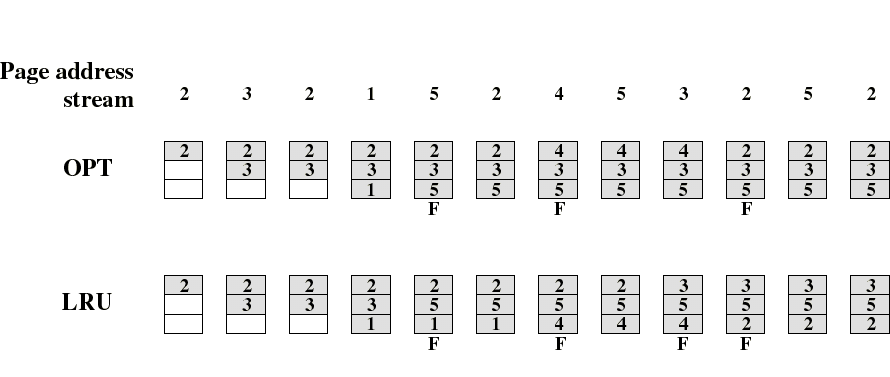 Page address
stream 2 3 2 1 5 2 4 5 3 2 5 2
2 2 2 2 2 2 4 4 4 2 2 2
OPT 3 3 3 3 3 3 3 3 3 3 3
1 5 5 5 5 5 5 5 5
F F F
2 2 2 2 2 2 2 2 3 3 3 3
LRU 3 3 3 5 5 5 5 5 5 5 5
1 1 1 4 4 4 2 2 2
F F F F